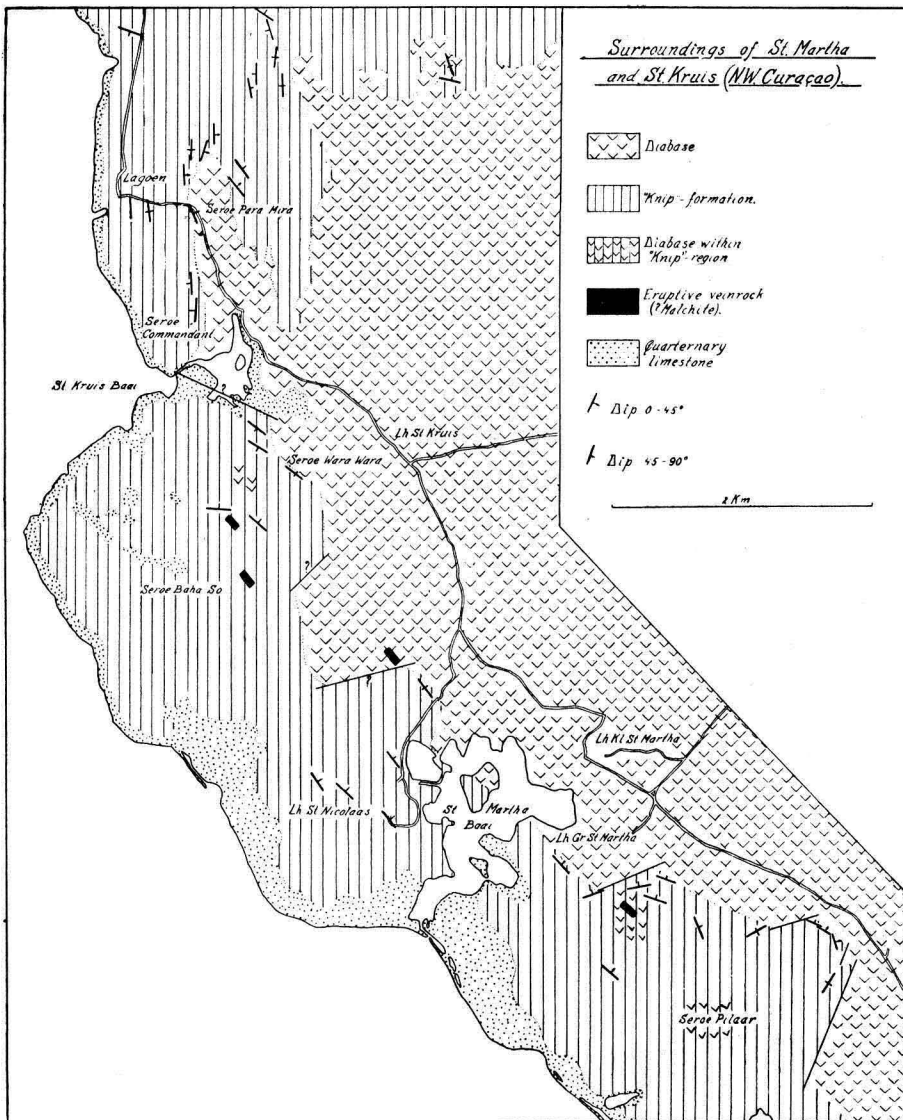 Surroundings of St. Martha
and St. Kruis (NW. Curaçao).
Diabase
"Knip"-formation.
Diabase within
"Knip"-region
Eruptive veinrock
(? Malchite).
Quarternary
limestone
Dip 0-45°
Dip 45-90°
2 Km
Lagoen
Seroe Para Mira
Seroe
Commandant
?
St. Kruis Baai
Lh St Kruis
Seroe Wara Wara
?
Seroe Baha So
?
Lh Kl St Martha
Lh St Nicolaas
St Martha
Baai
Lh Gr St Martha
?
Seroe Pilaar